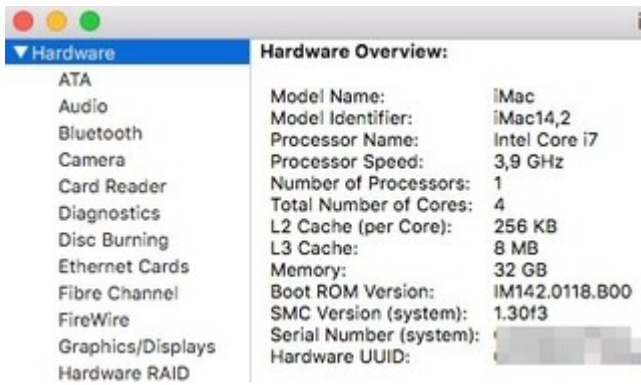 ▼ Hardware
ATA
Audio
Bluetooth
Camera
Card Reader
Diagnostics
Disc Burning
Ethernet Cards
Fibre Channel
FireWire
Graphics/Displays
Hardware RAID
Hardware Overview:
Model Name: iMac
Model Identifier: iMac14,2
Processor Name: Intel Core i7
Processor Speed: 3,9 GHz
Number of Processors: 1
Total Number of Cores: 4
L2 Cache (per Core): 256 KB
L3 Cache: 8 MB
Memory: 32 GB
Boot ROM Version: IM142.0118.B00
SMC Version (system): 1.30f3
Serial Number (system):
Hardware UUID: